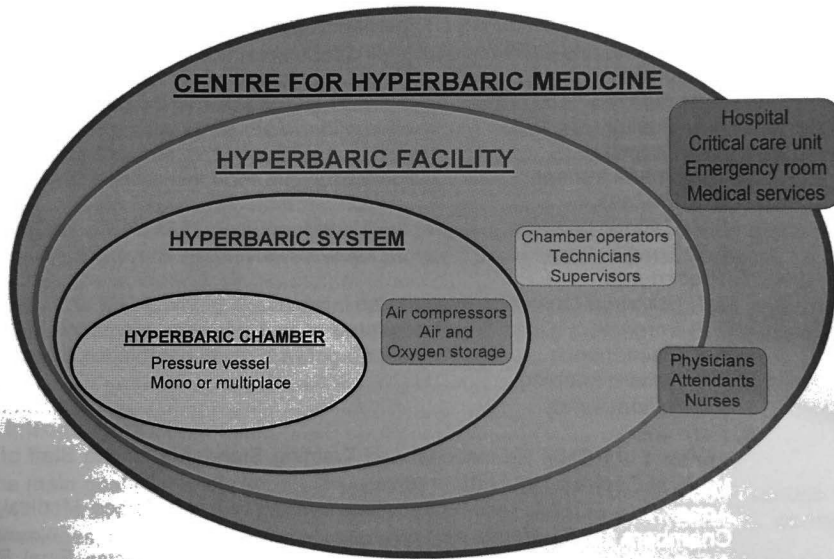 CENTRE FOR HYPERBARIC MEDICINE
Hospital
Critical care unit
Emergency room
Medical services
HYPERBARIC FACILITY
Chamber operators
Technicians
Supervisors
HYPERBARIC SYSTEM
Air compressors
Air and
Oxygen storage
HYPERBARIC CHAMBER
Pressure vessel
Mono or multiplace
Physicians
Attendants
Nurses